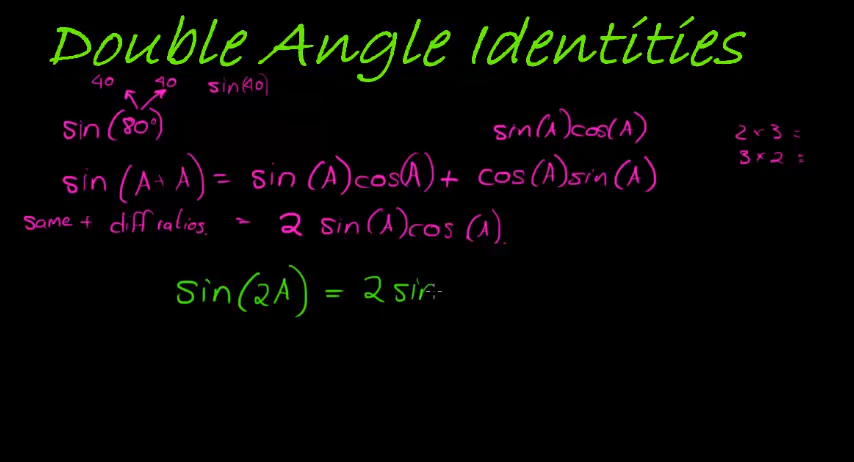 Double Angle Identities
40 40 sin(40)
sin (80°)
sin(A)cos(A)
2 × 3 =
3 × 2 =
sin (A+A) = sin (A)cos(A) + cos(A)sin(A)
same + diff ratios. = 2 sin(A)cos (A).
sin(2A) = 2 sin